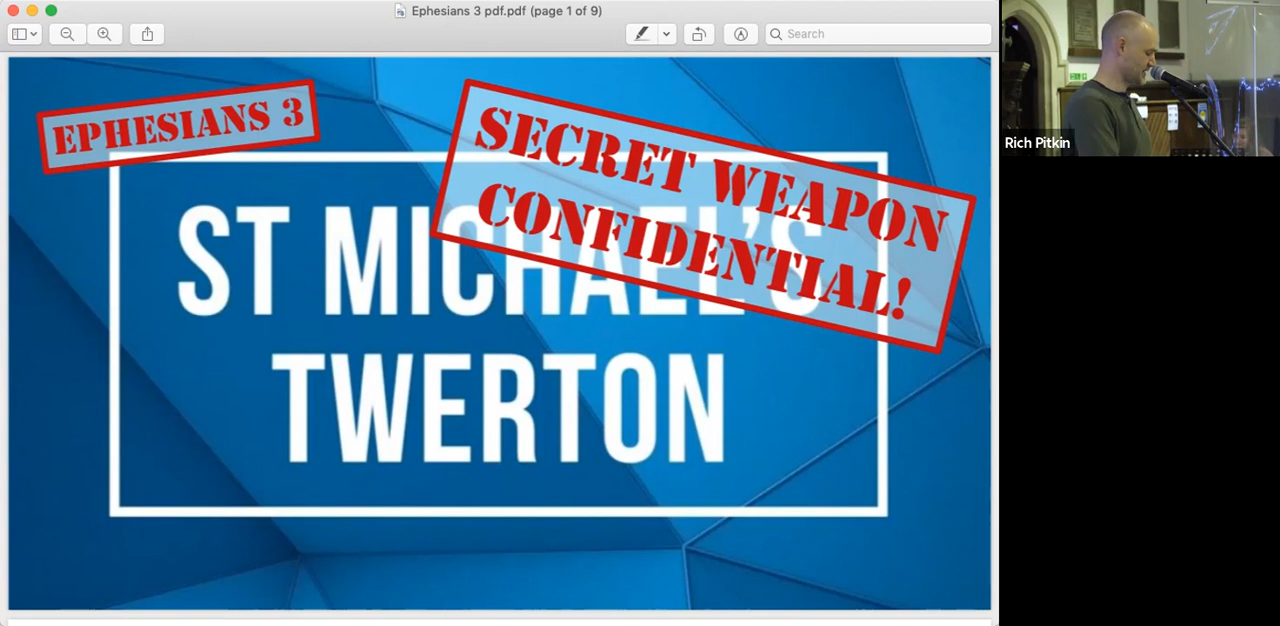 Ephesians 3 pdf.pdf (page 1 of 9)
Search
EPHESIANS 3
SECRET WEAPON
CONFIDENTIAL!
ST MICHAEL'S
TWERTON
Rich Pitkin